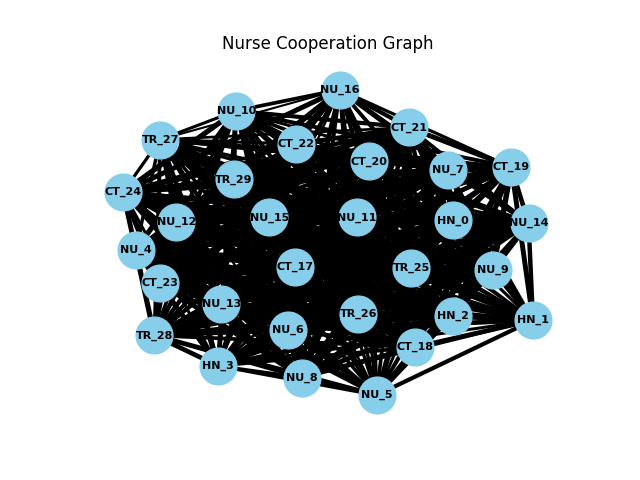 Nurse Cooperation Graph
NU_16
NU_10
CT_21
TR_27
CT_22
CT_20
CT_19
NU_7
TR_29
CT_24
NU_15
NU_11
HN_0
NU_12
NU_14
NU_4
CT_17
TR_25
NU_9
CT_23
NU_13
TR_26
HN_2
HN_1
NU_6
TR_28
CT_18
HN_3
NU_8
NU_5